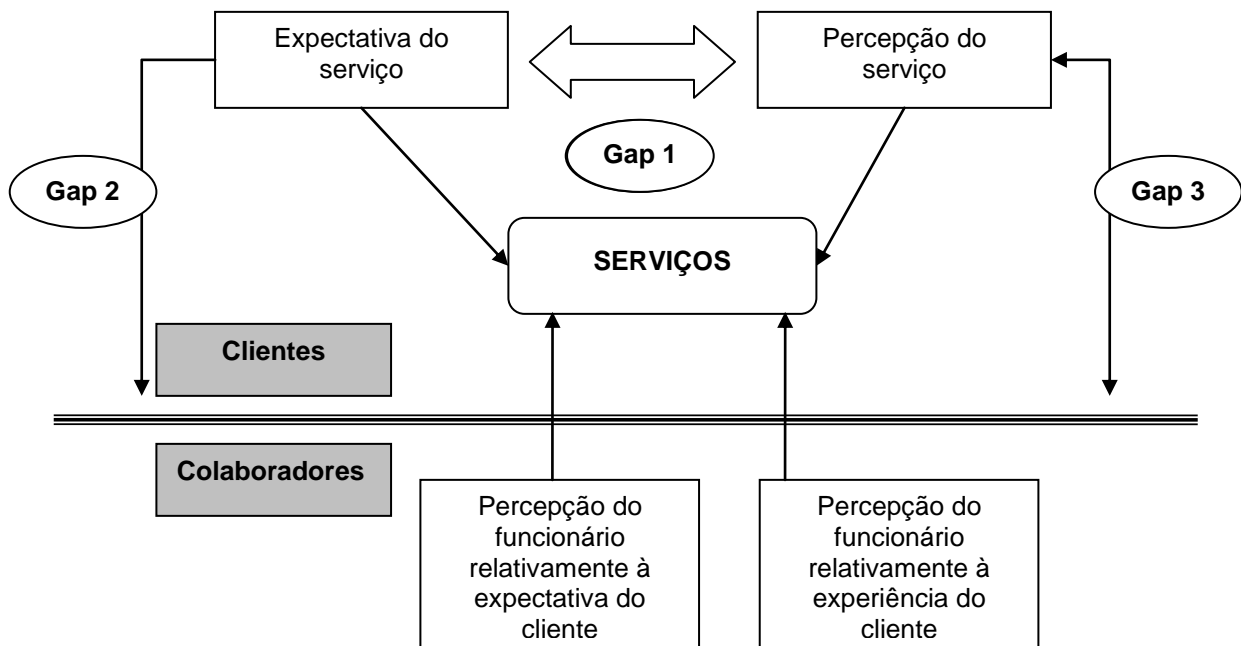 Expectativa do
serviço
Percepção do
serviço
Gap 1
Gap 2
Gap 3
SERVIÇOS
Clientes
Colaboradores
Percepção do
funcionário
relativamente à
expectativa do
cliente
Percepção do
funcionário
relativamente à
experiência do
cliente